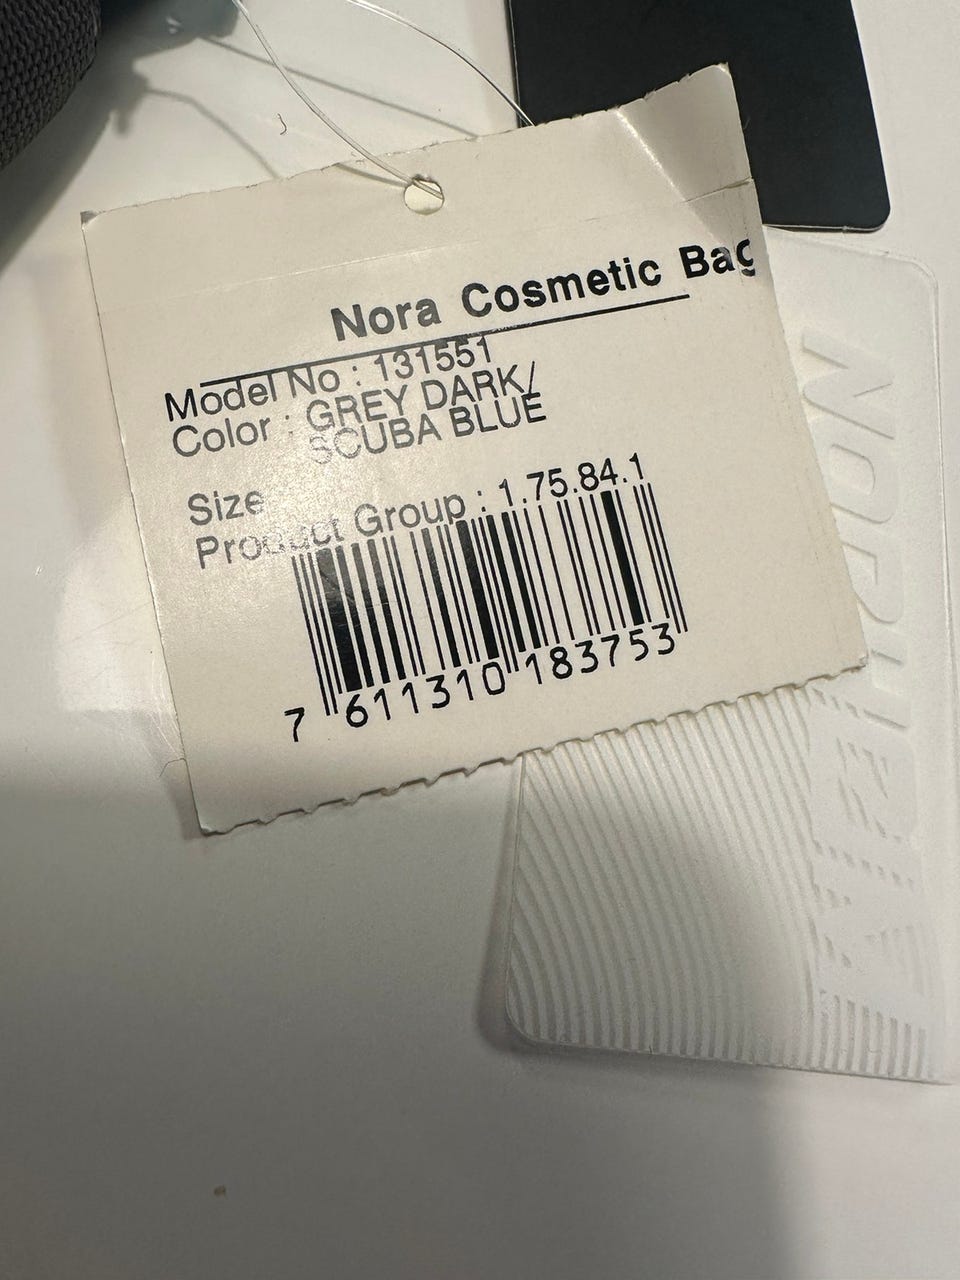 Nora Cosmetic Bag
Model No : 131551
Color : GREY DARK/
SCUBA BLUE
Size
Product Group : 1.75.84.1
7 611310 183753